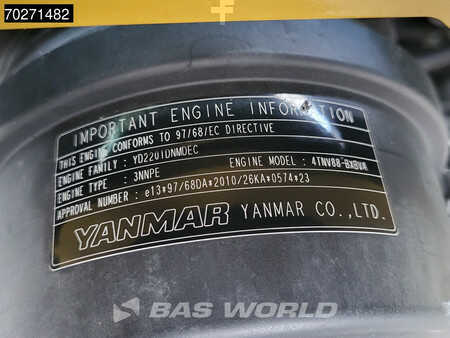 70271482
IMPORTANT ENGINE INFORMATION
THIS ENGINE CONFORMS TO 97/68/EC DIRECTIVE
ENGINE FAMILY : YD2201DNMDEC
ENGINE TYPE : 3NNPE ENGINE MODEL : 4TNV88-BXBVA
APPROVAL NUMBER : e13*97/68DA*2010/26KA*0574*23
YANMAR YANMAR CO.,LTD.
BAS WORLD